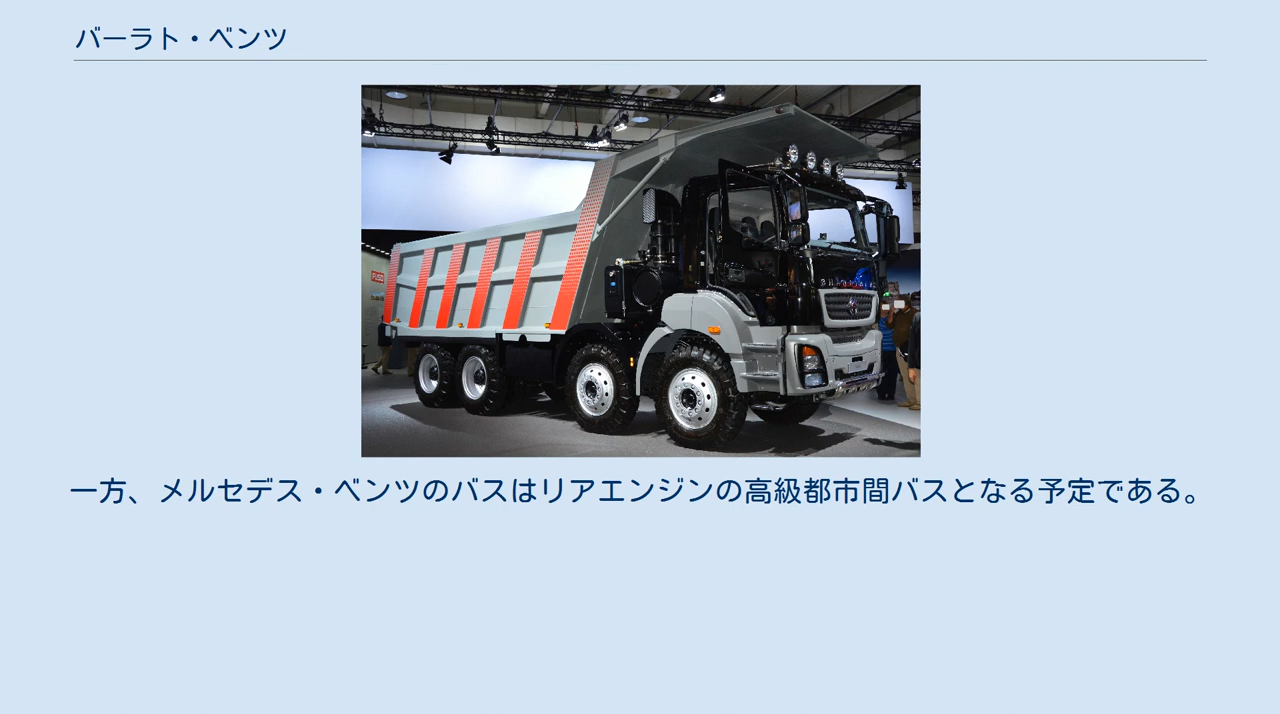 バーラト・ベンツ
一方、メルセデス・ベンツのバスはリアエンジンの高級都市間バスとなる予定である。